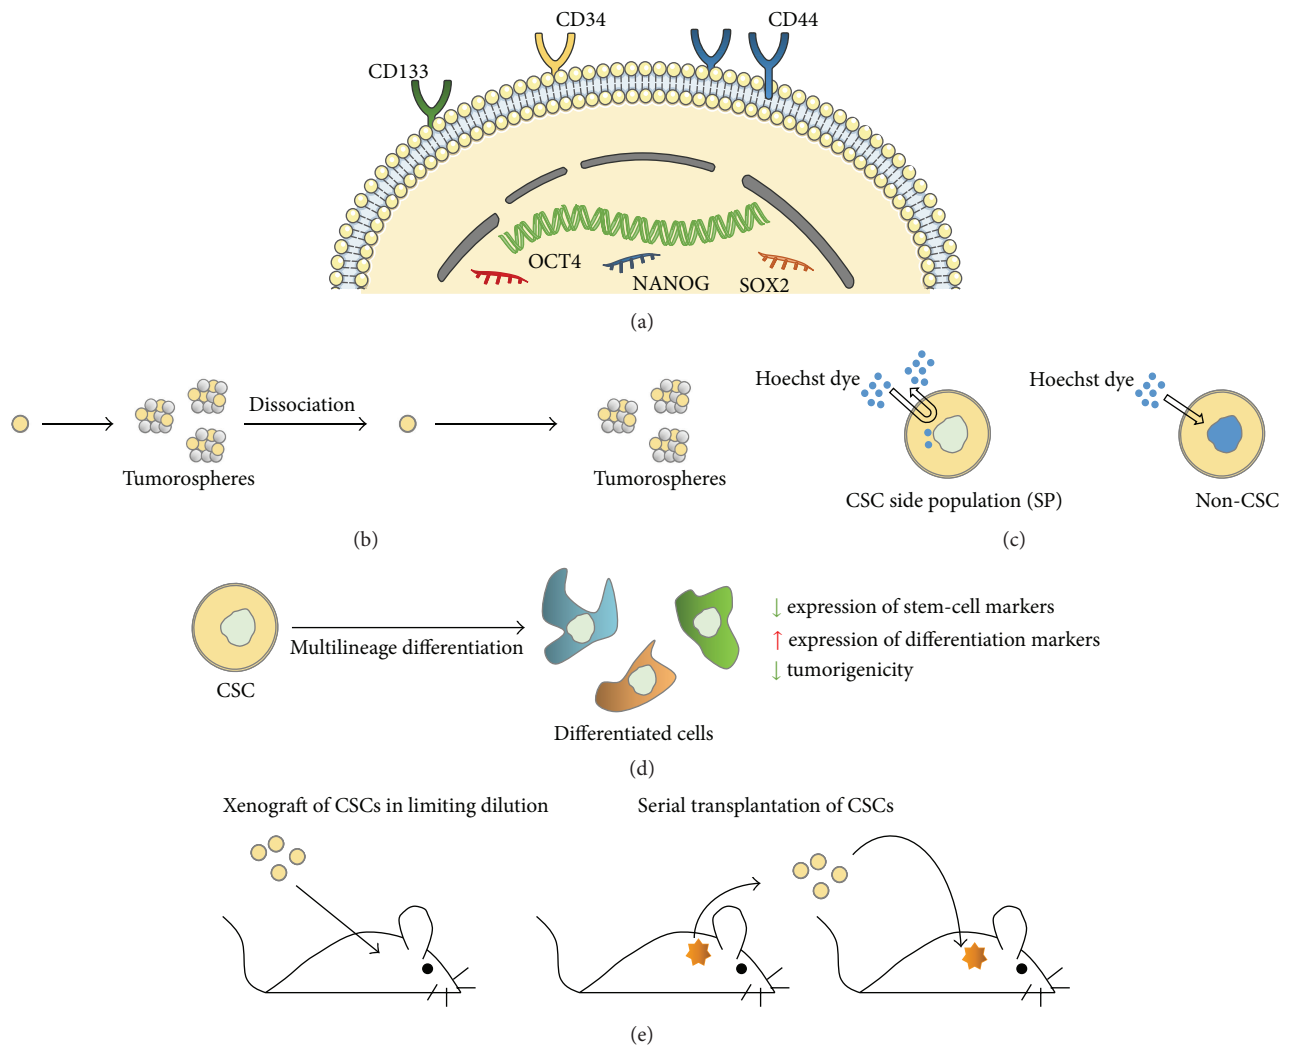 CD34
CD44
CD133
OCT4
NANOG
SOX2
(a)
Dissociation
Tumorospheres
Tumorospheres
(b)
Hoechst dye
Hoechst dye
CSC side population (SP)
Non-CSC
(c)
CSC
Multilineage differentiation
Differentiated cells
↓ expression of stem-cell markers
↑ expression of differentiation markers
↓ tumorigenicity
(d)
Xenograft of CSCs in limiting dilution
Serial transplantation of CSCs
(e)